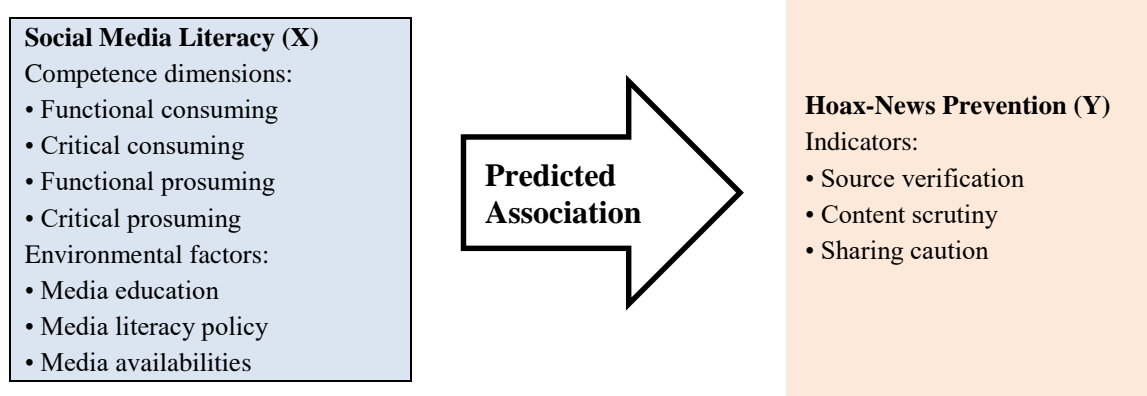 Social Media Literacy (X)
Competence dimensions:
• Functional consuming
• Critical consuming
• Functional prosuming
• Critical prosuming
Environmental factors:
• Media education
• Media literacy policy
• Media availabilities
Predicted
Association
Hoax-News Prevention (Y)
Indicators:
• Source verification
• Content scrutiny
• Sharing caution